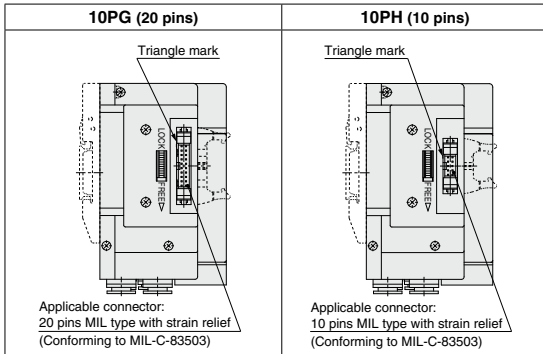 10PG (20 pins)
Triangle mark
LOCK
FREE
Applicable connector:
20 pins MIL type with strain relief
(Conforming to MIL-C-83503)
10PH (10 pins)
Triangle mark
LOCK
FREE
Applicable connector:
10 pins MIL type with strain relief
(Conforming to MIL-C-83503)